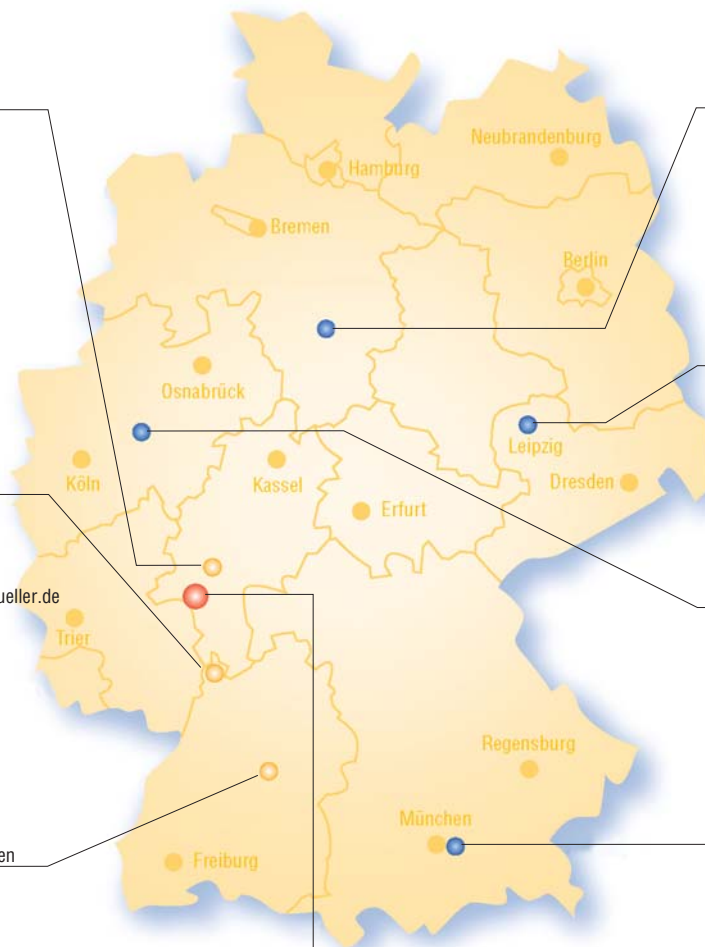 Neubrandenburg
Hamburg
Bremen
Berlin
Osnabrück
Leipzig
Köln
Kassel
Dresden
Erfurt
ueller.de
Trier
Regensburg
München
en
Freiburg